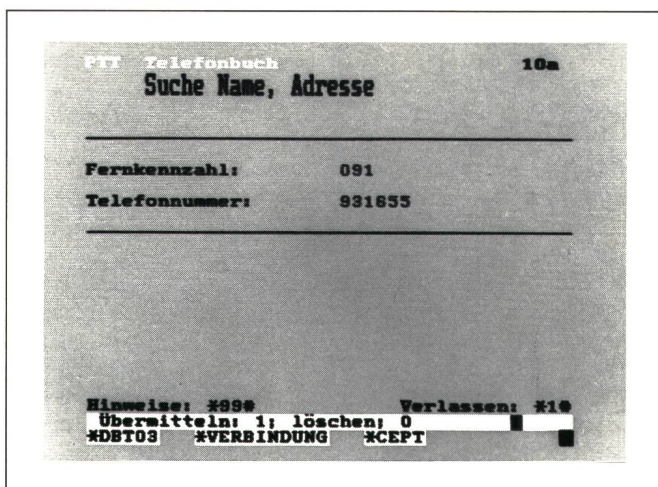 PTT Telefonbuch 10a
Suche Name, Adresse
Fernkennzahl: 091
Telefonnummer: 931655
Hinweise: *99# Verlassen: *1#
Übermitteln: 1; löschen; 0
*DBT03 *VERBINDUNG *CEPT